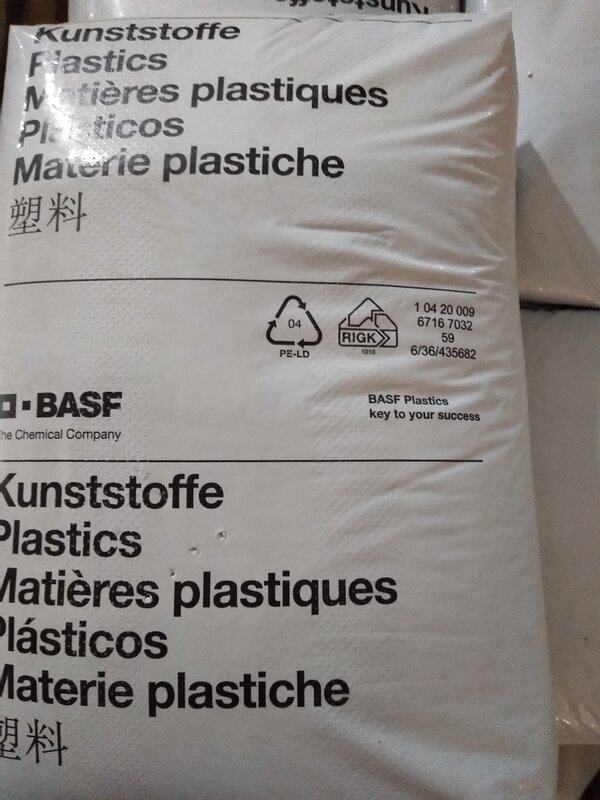 Kunststoffe
Kunststoffe
Plastics
Matières plastiques
Plásticos
Materie plastiche
塑料
04
PE-LD
RIGK
1010
1 04 20 009
6716 7032
59
6/36/435682
BASF
The Chemical Company
BASF Plastics
key to your success
Kunststoffe
Plastics
Matières plastiques
Plásticos
Materie plastiche
塑料